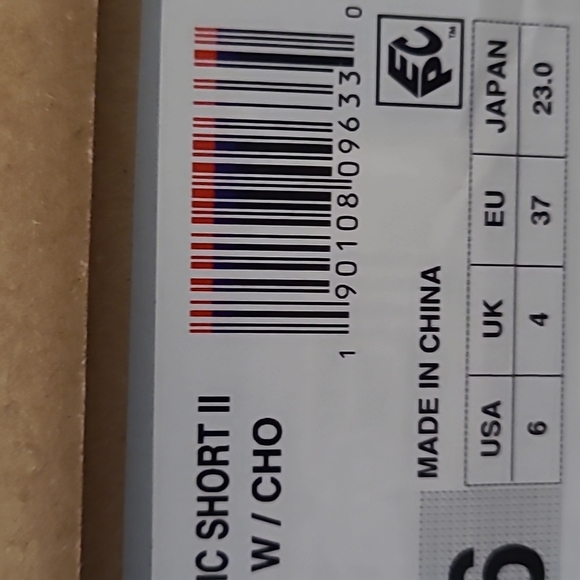 IC SHORT II
W / CHO
1 90108 09633 0
EPC™
MADE IN CHINA
USA UK EU JAPAN
6 4 37 23.0